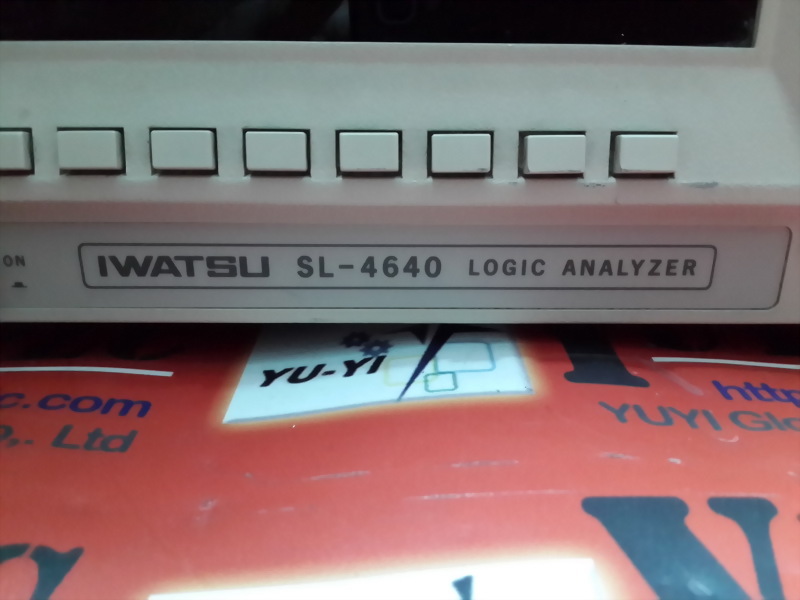 ON
IWATSU SL-4640 LOGIC ANALYZER
YU-YI
c.com
http
YUYI Glo
,. Ltd